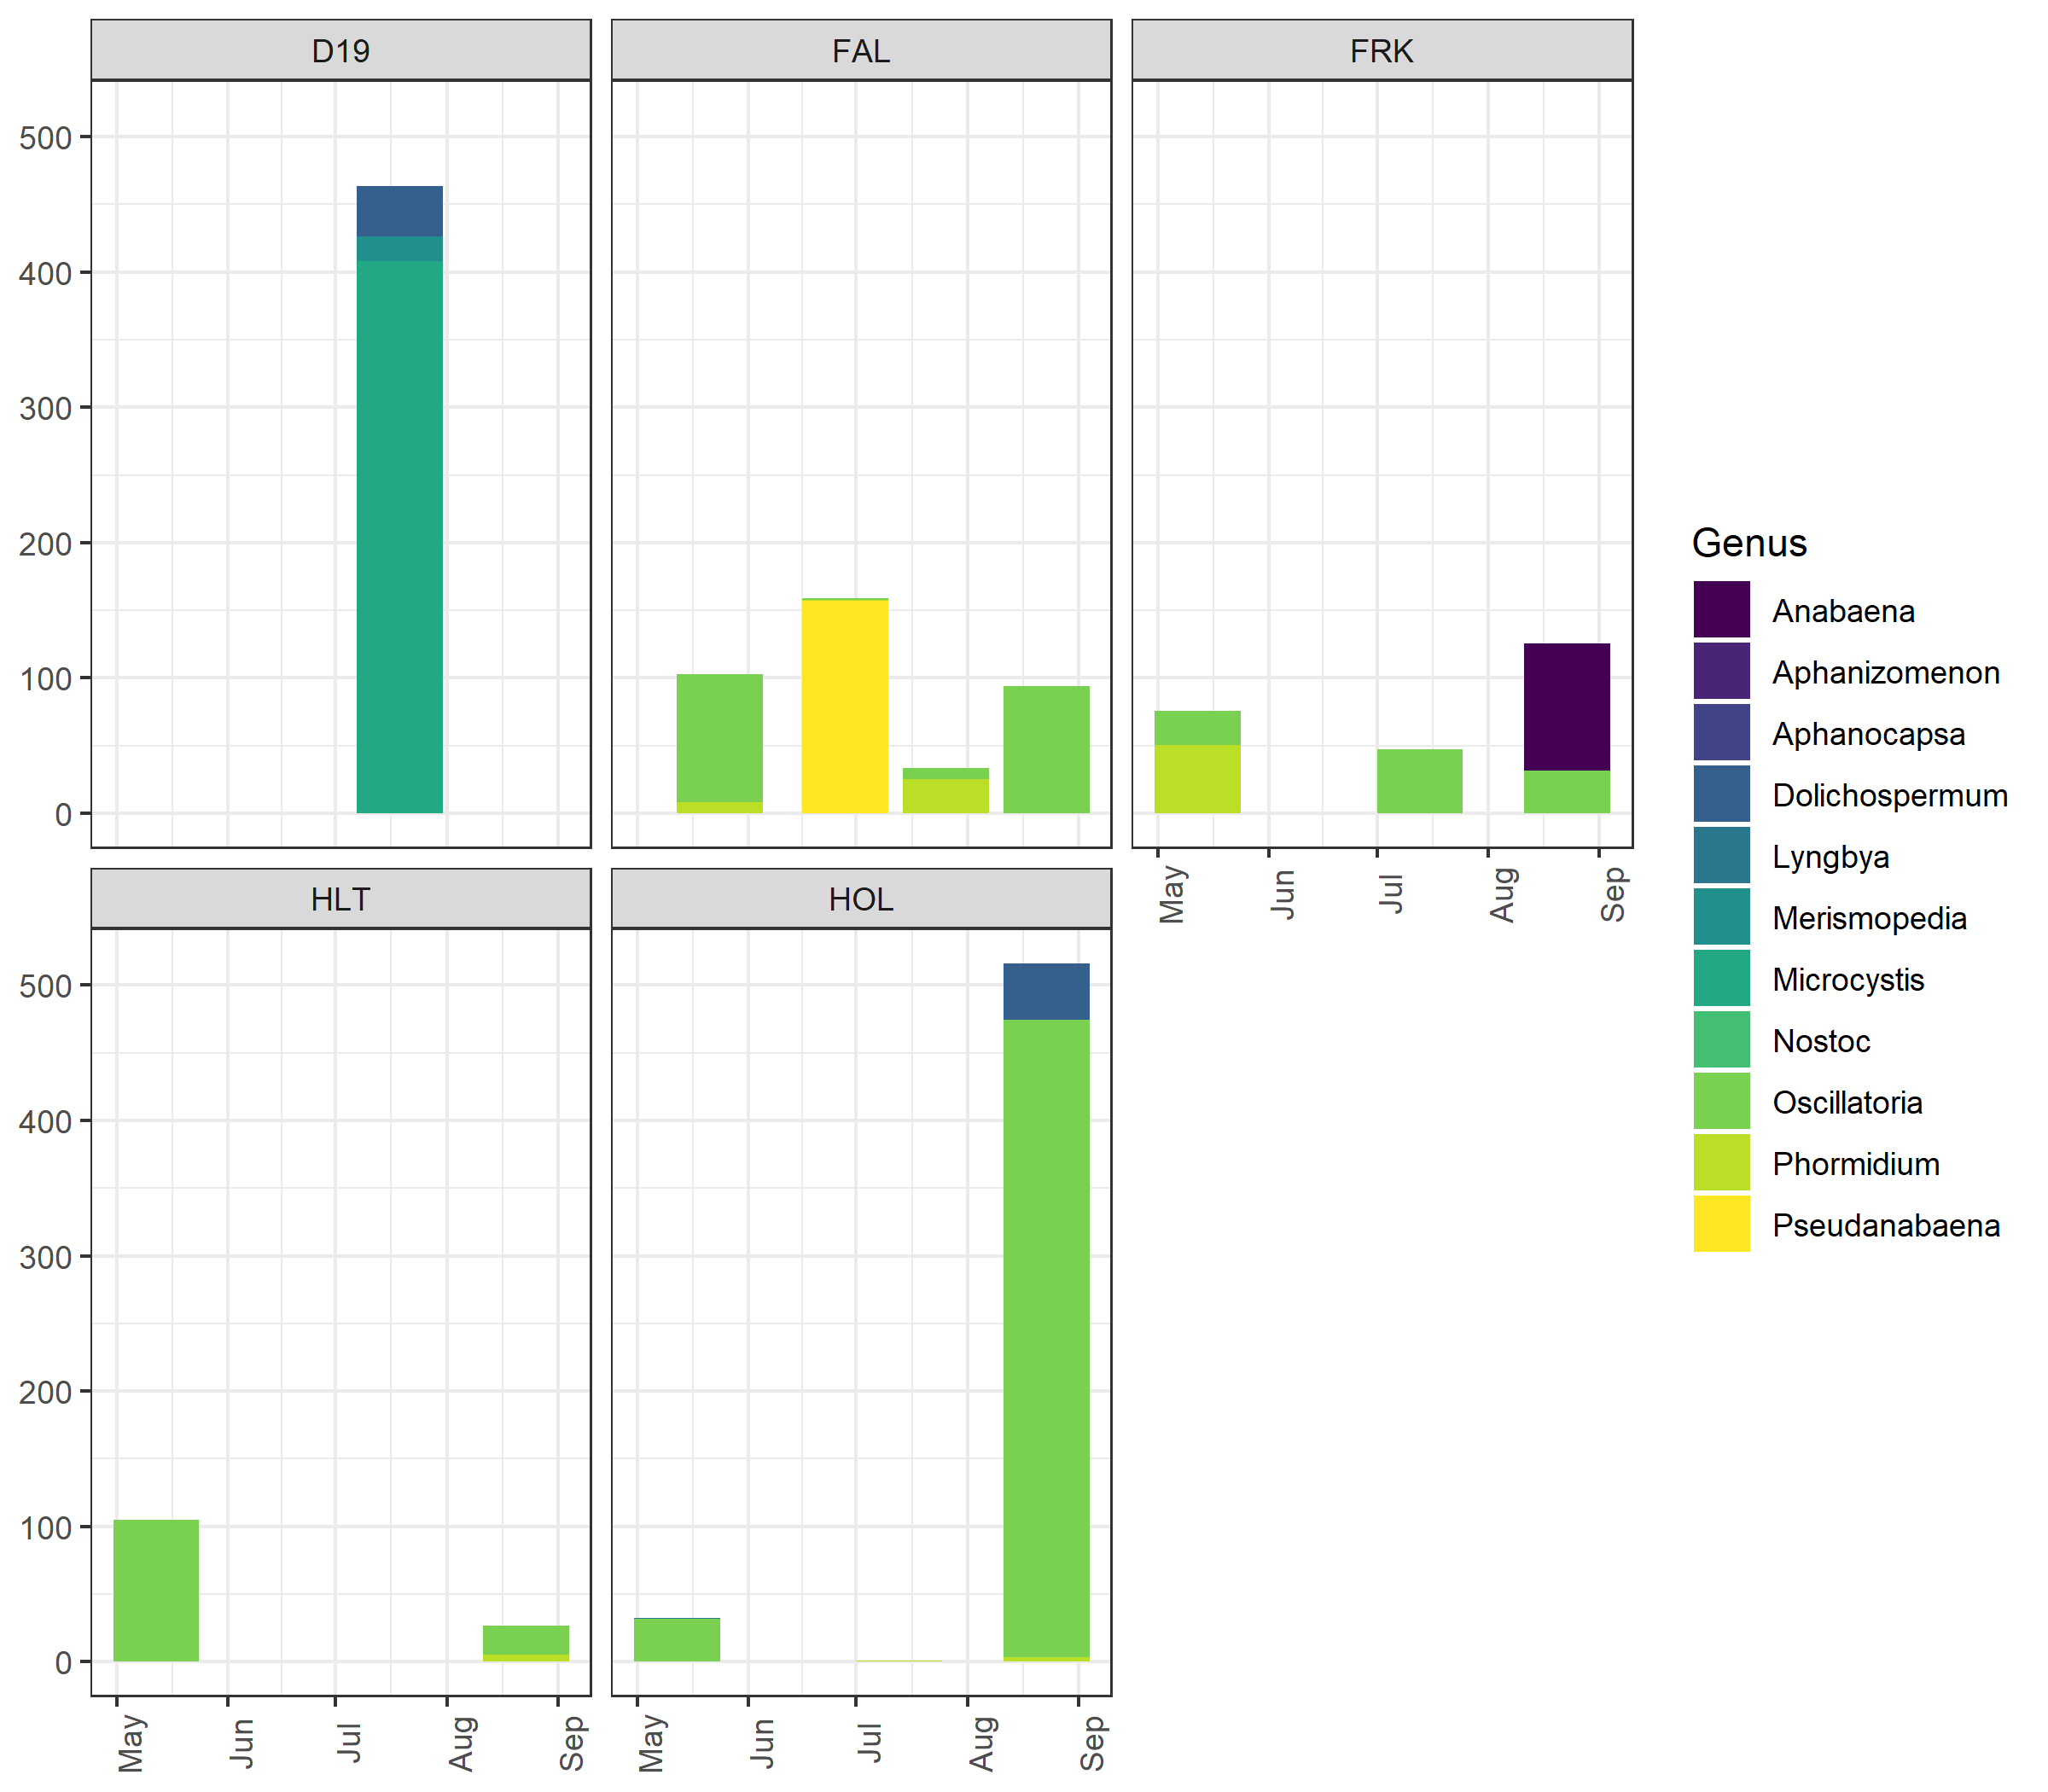 D19
FAL
FRK
500
400
300
200
100
0
May
Jun
Jul
Aug
Sep
HLT
HOL
500
400
300
200
100
0
May
Jun
Jul
Aug
Sep
May
Jun
Jul
Aug
Sep
Genus
Anabaena
Aphanizomenon
Aphanocapsa
Dolichospermum
Lyngbya
Merismopedia
Microcystis
Nostoc
Oscillatoria
Phormidium
Pseudanabaena